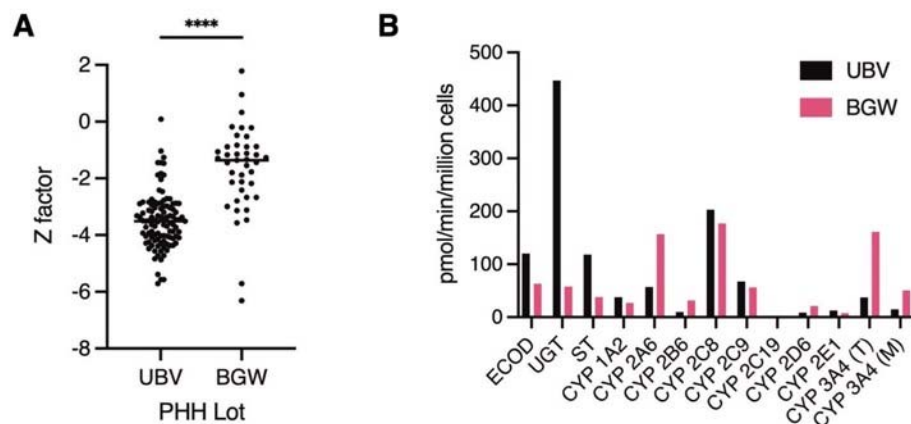 A
****
2
0
-2
-4
-6
-8
Z factor
UBV
BGW
PHH Lot
B
500
400
300
200
100
0
pmol/min/million cells
UBV
BGW
ECOD
UGT
ST
CYP 1A2
CYP 2A6
CYP 2B6
CYP 2C8
CYP 2C9
CYP 2C19
CYP 2D6
CYP 2E1
CYP 3A4 (T)
CYP 3A4 (M)